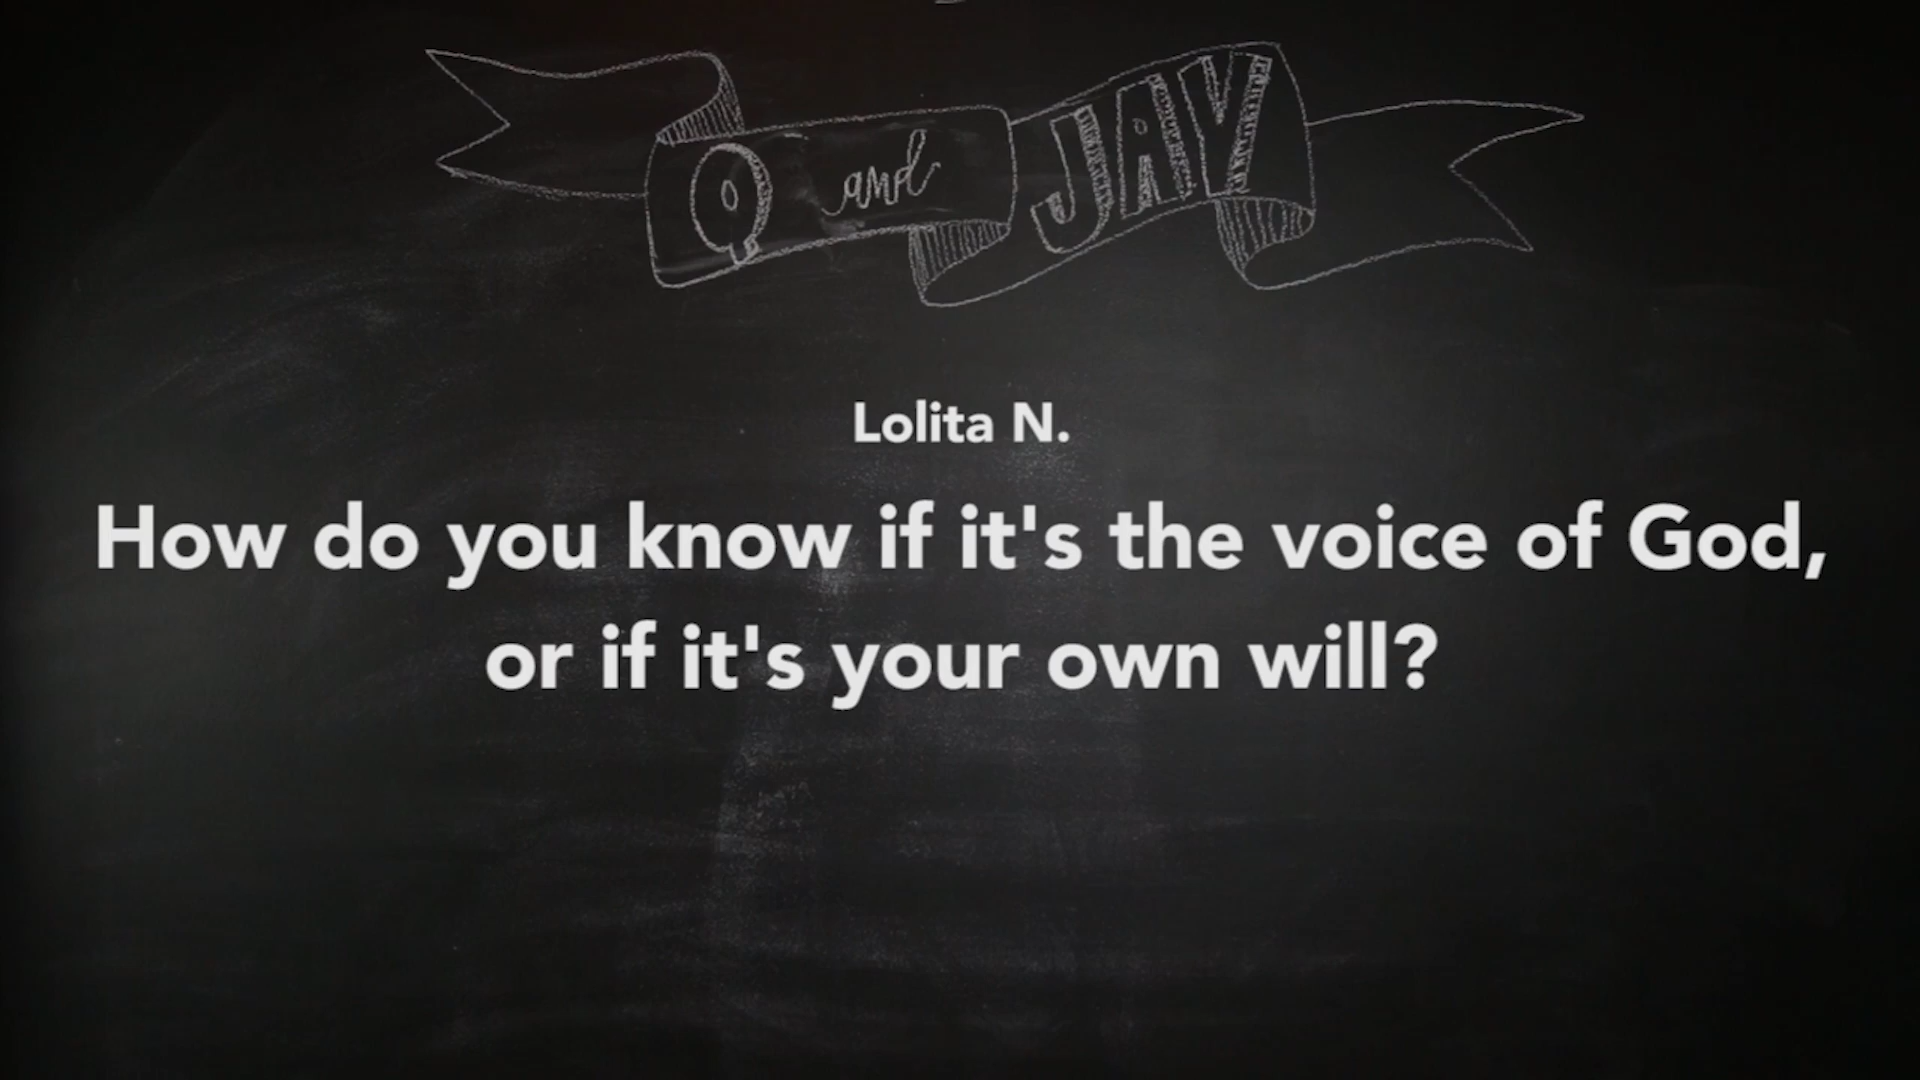 Q and JAY
Lolita N.
How do you know if it's the voice of God,
or if it's your own will?